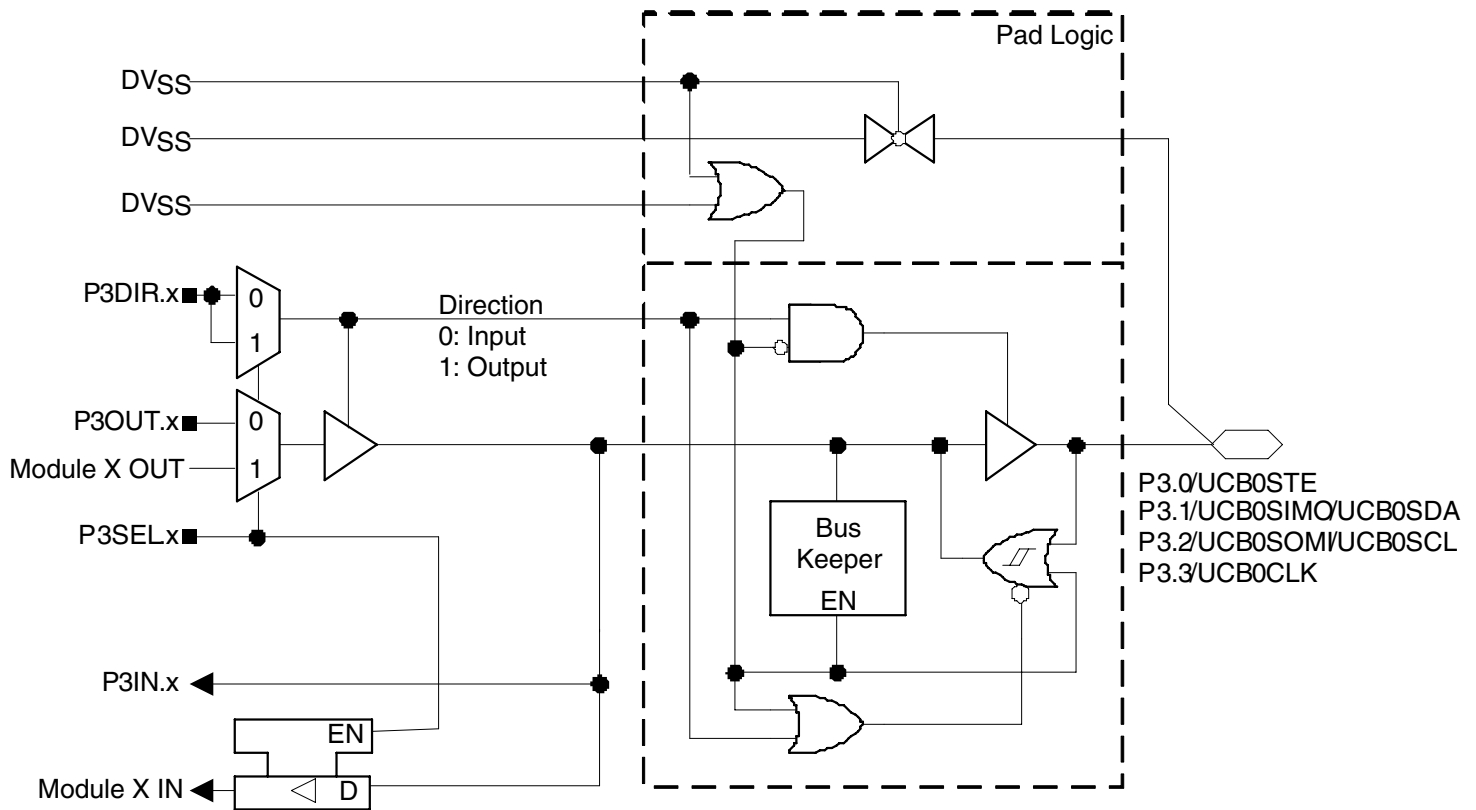 Pad Logic
DVSS
DVSS
DVSS
P3DIR.x
0
1
Direction
0: Input
1: Output
P3OUT.x
0
Module X OUT
1
P3SEL.x
P3.0/UCB0STE
P3.1/UCB0SIMO/UCB0SDA
P3.2/UCB0SOMI/UCB0SCL
P3.3/UCB0CLK
Bus
Keeper
EN
P3IN.x
EN
Module X IN
D